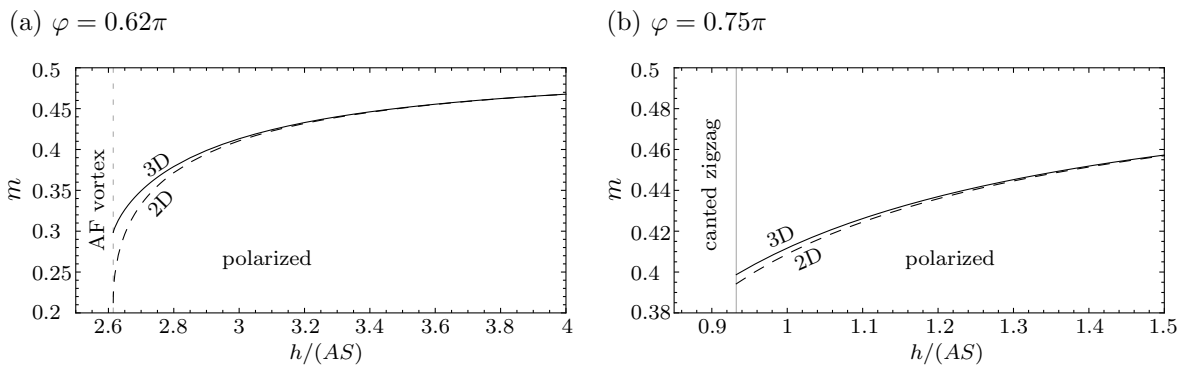 (a) φ = 0.62π
0.5
0.45
0.4
0.35
0.3
0.25
0.2
m
AF vortex
3D
2D
polarized
2.6 2.8 3 3.2 3.4 3.6 3.8 4
h/(AS)
(b) φ = 0.75π
0.5
0.48
0.46
0.44
0.42
0.4
0.38
m
canted zigzag
3D
2D
polarized
0.9 1 1.1 1.2 1.3 1.4 1.5
h/(AS)